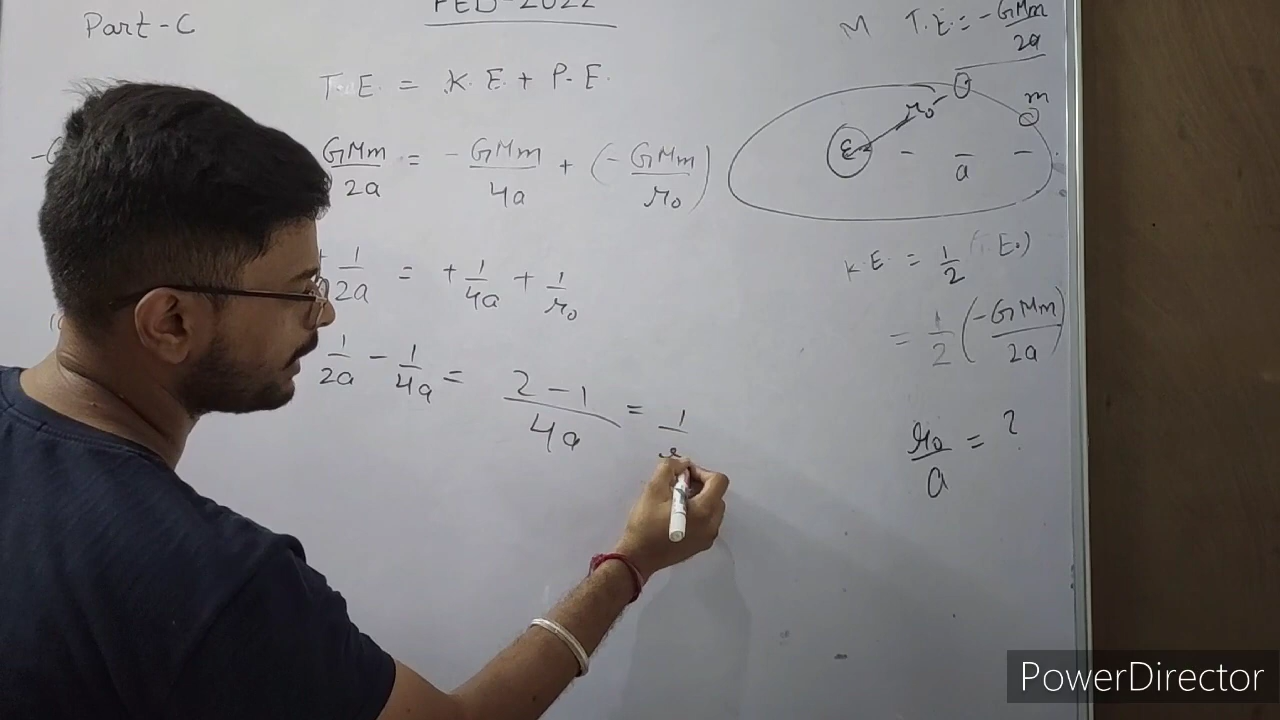 Part-C
FEB-2022
T.E. = K.E. + P.E.
GMm/2a = - GMm/4a + (- GMm/r₀)
1/2a = + 1/4a + 1/r₀
1/2a - 1/4a = 2-1/4a = 1/
M T.E. = -GMm/2a
m
r₀
E
a
K.E. = 1/2 (T.E.)
= 1/2 (-GMm/2a)
r₀/a = ?
PowerDirector